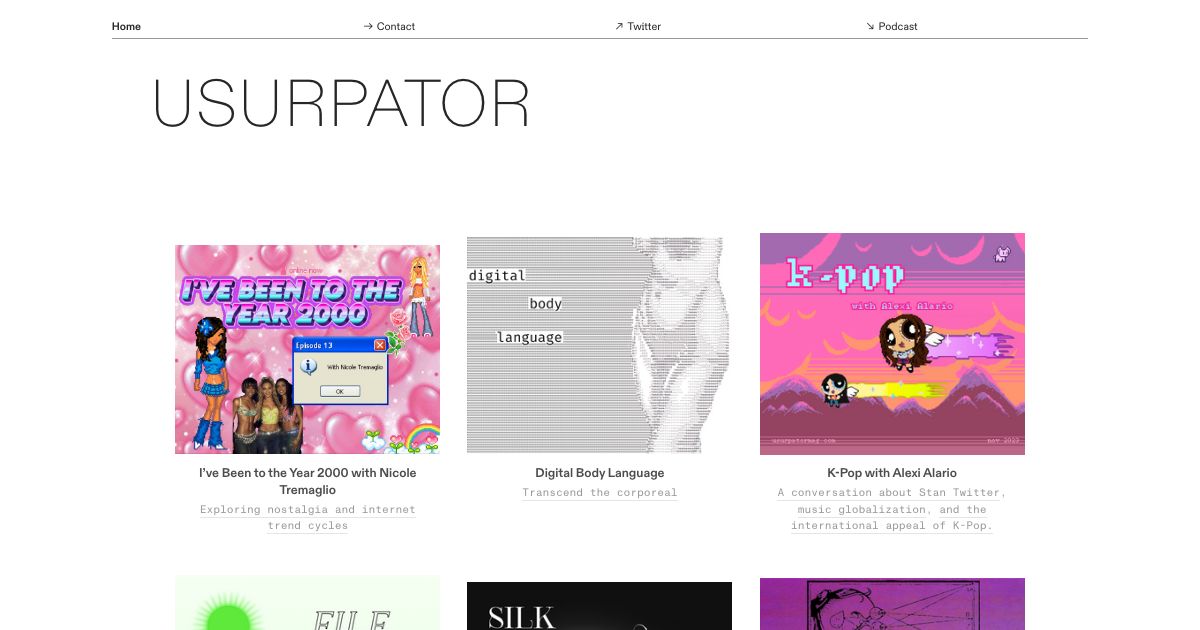 Home
→ Contact
↗ Twitter
↘ Podcast
USURPATOR
online now
I'VE BEEN TO THE
YEAR 2000
Episode 13
With Nicole Tremaglio
OK
digital
body
language
k-pop
with Alexi Alario
usurpatormag.com
nov 2020
I've Been to the Year 2000 with Nicole
Tremaglio
Exploring nostalgia and internet
trend cycles
Digital Body Language
Transcend the corporeal
K-Pop with Alexi Alario
A conversation about Stan Twitter,
music globalization, and the
international appeal of K-Pop.
FILE
SILK